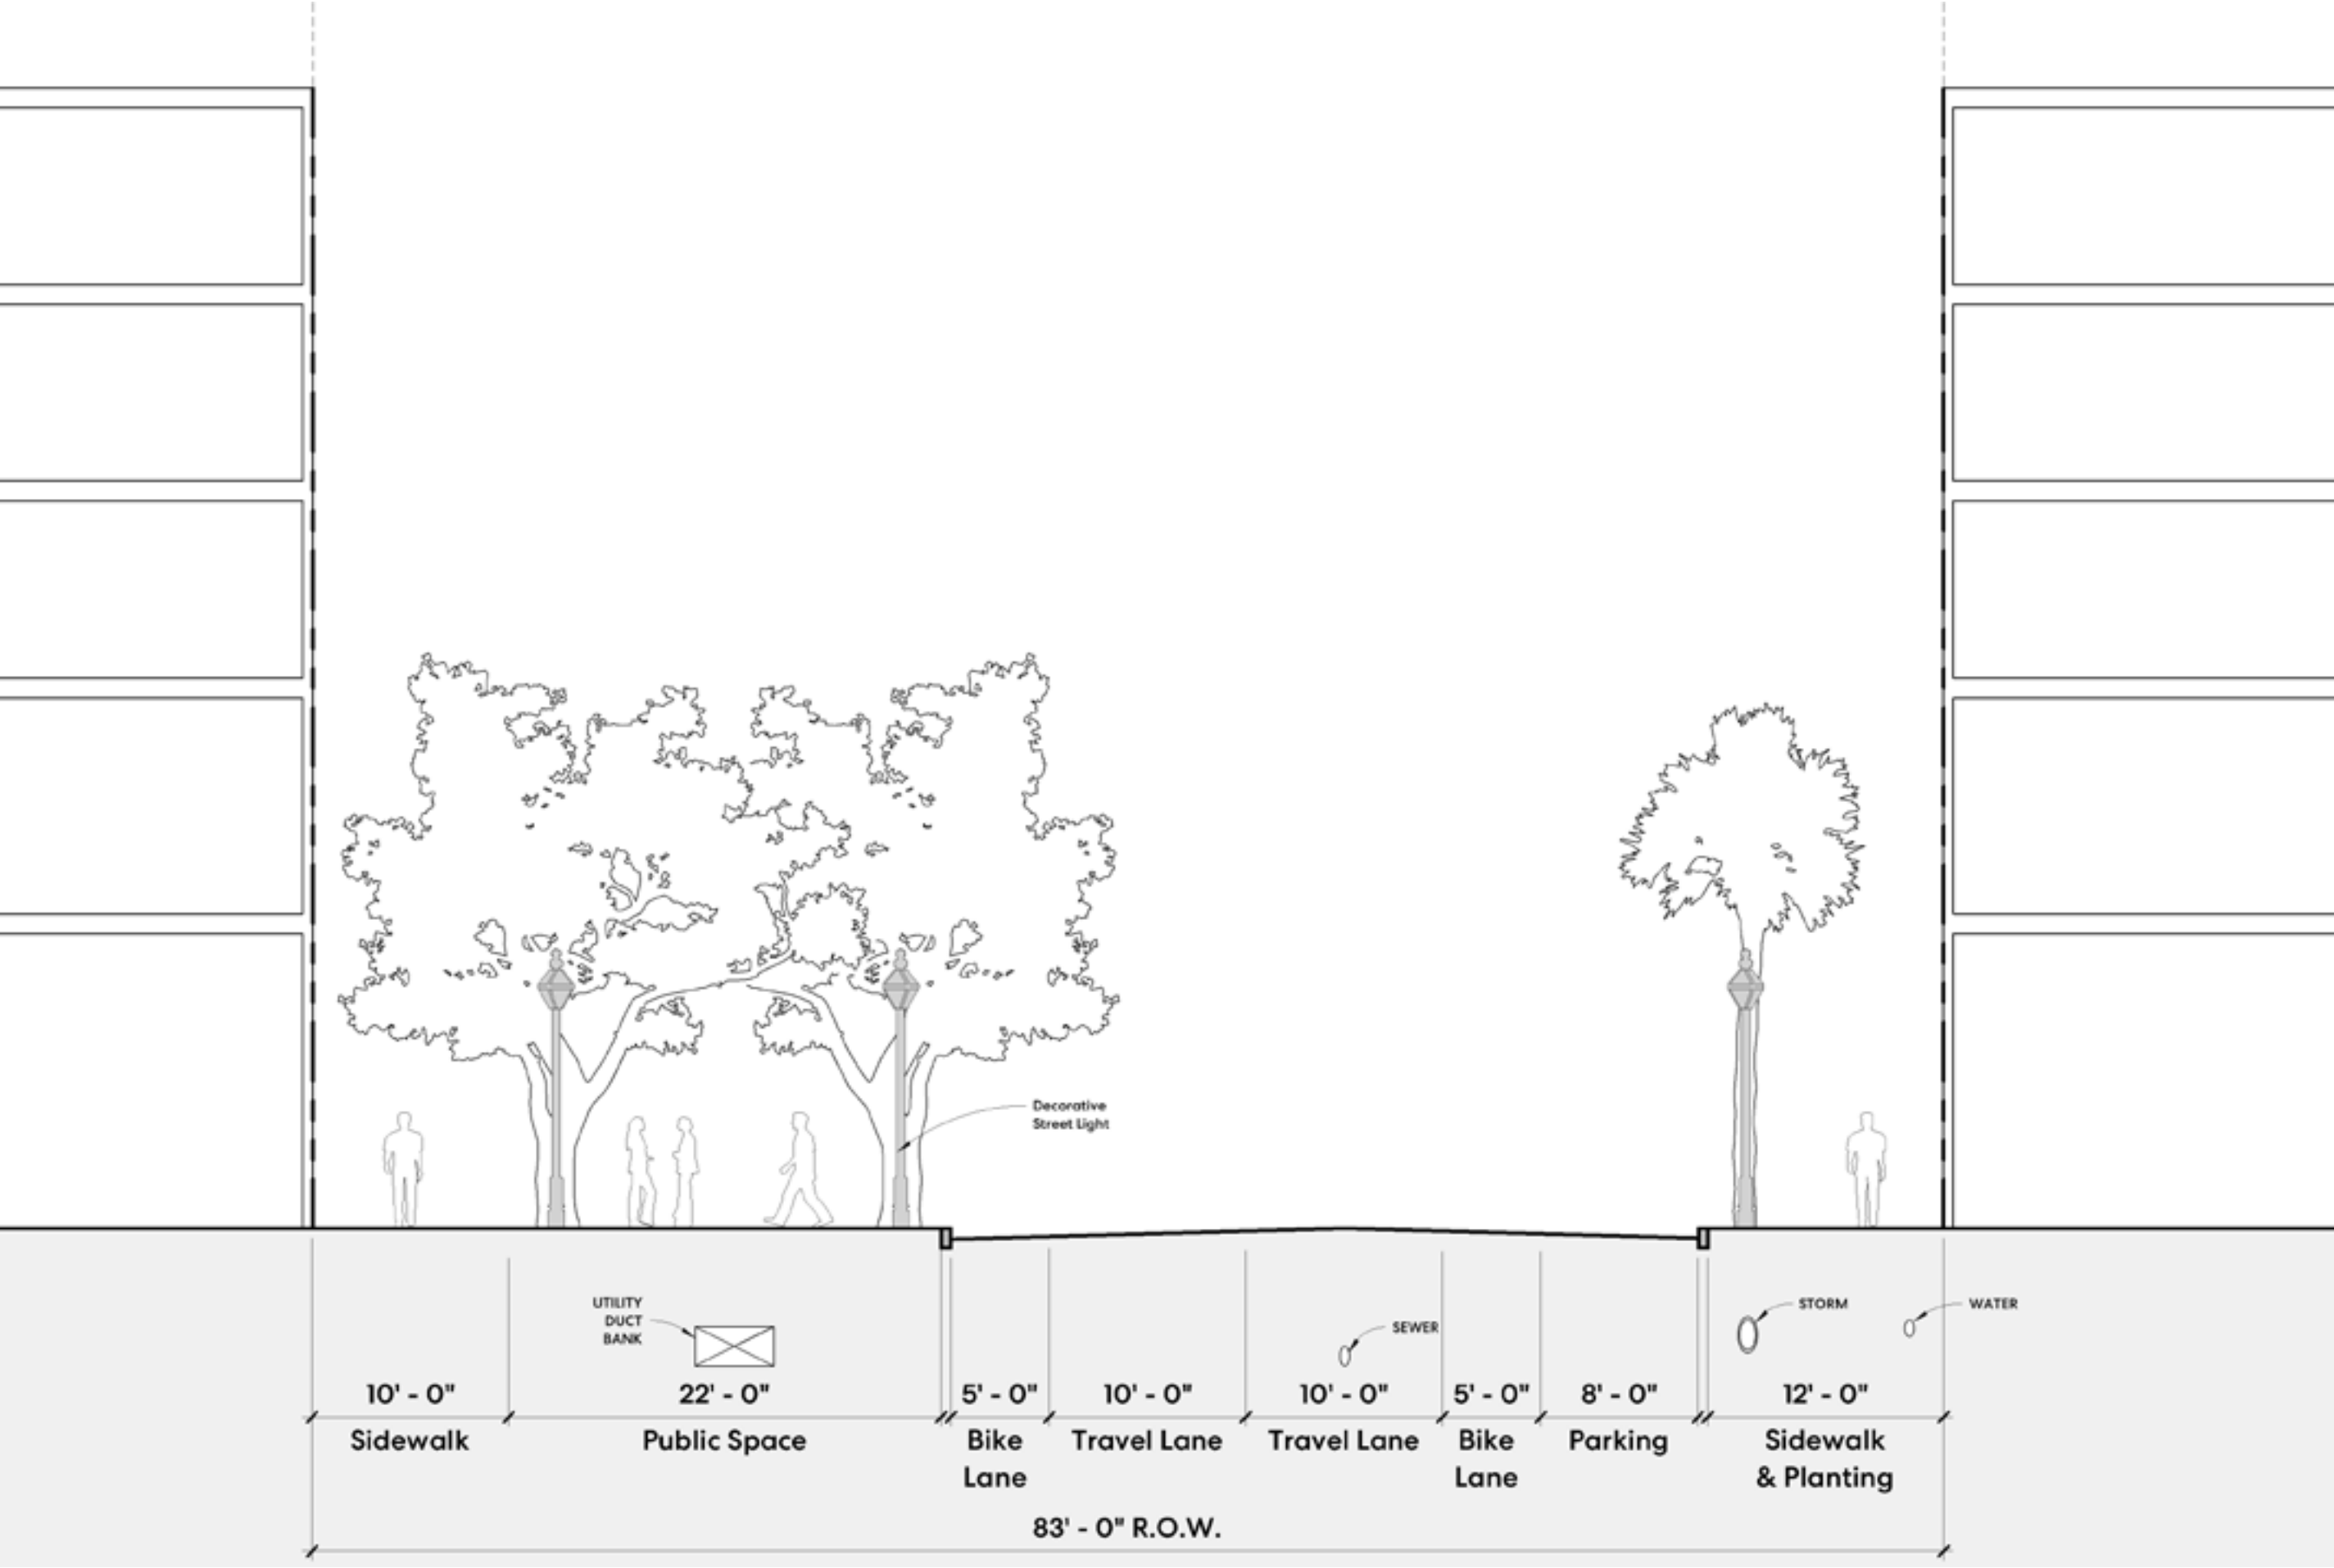 Decorative
Street Light
UTILITY
DUCT
BANK
SEWER
STORM
WATER
10' - 0"
22' - 0"
5' - 0"
10' - 0"
10' - 0"
5' - 0"
8' - 0"
12' - 0"
Sidewalk
Public Space
Bike
Lane
Travel Lane
Travel Lane
Bike
Lane
Parking
Sidewalk
& Planting
83' - 0" R.O.W.